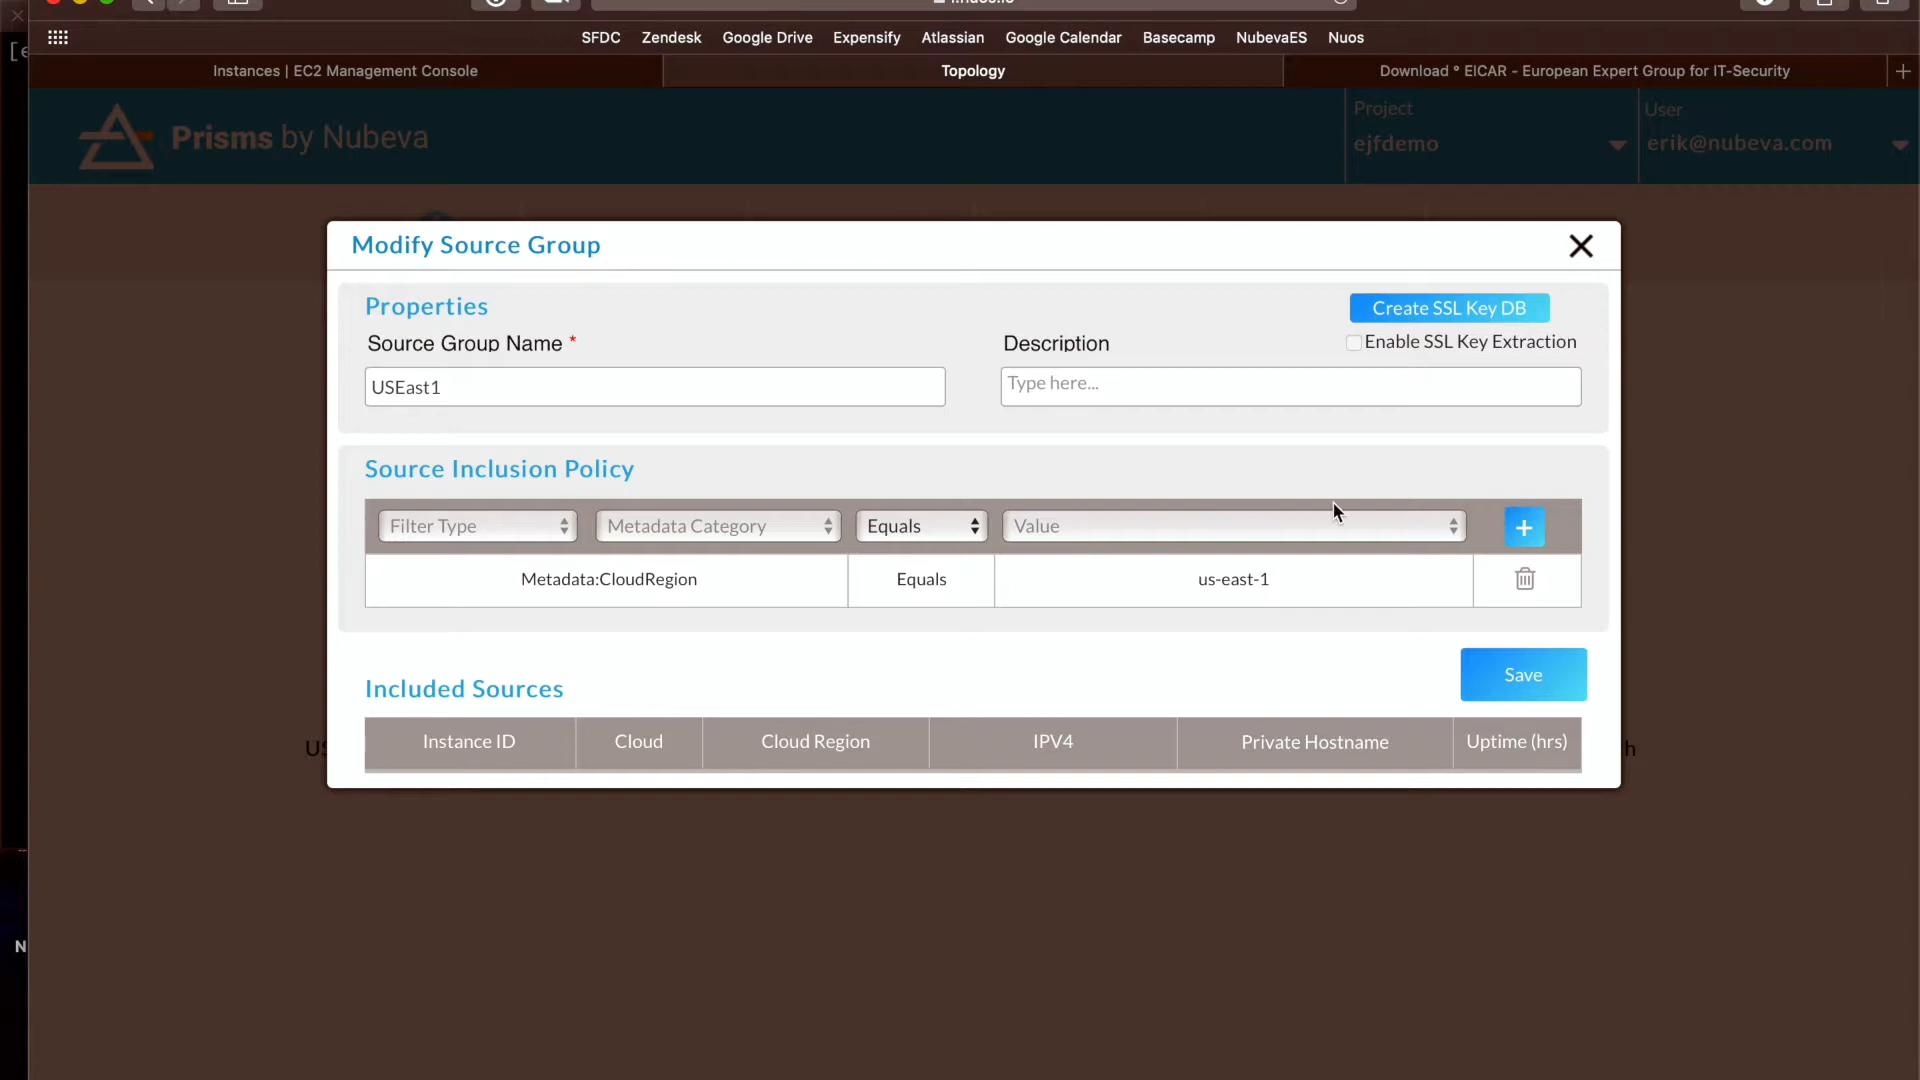 SFDC Zendesk Google Drive Expensify Atlassian Google Calendar Basecamp NubevaES Nuos
Instances | EC2 Management Console Topology Download ° EICAR - European Expert Group for IT-Security
Prisms by Nubeva
Project
ejfdemo
User
erik@nubeva.com
Modify Source Group
Properties
Create SSL Key DB
Source Group Name *
Description
Enable SSL Key Extraction
USEast1
Type here...
Source Inclusion Policy
Filter Type Metadata Category Equals Value +
Metadata:CloudRegion Equals us-east-1
Save
Included Sources
Instance ID Cloud Cloud Region IPV4 Private Hostname Uptime (hrs)